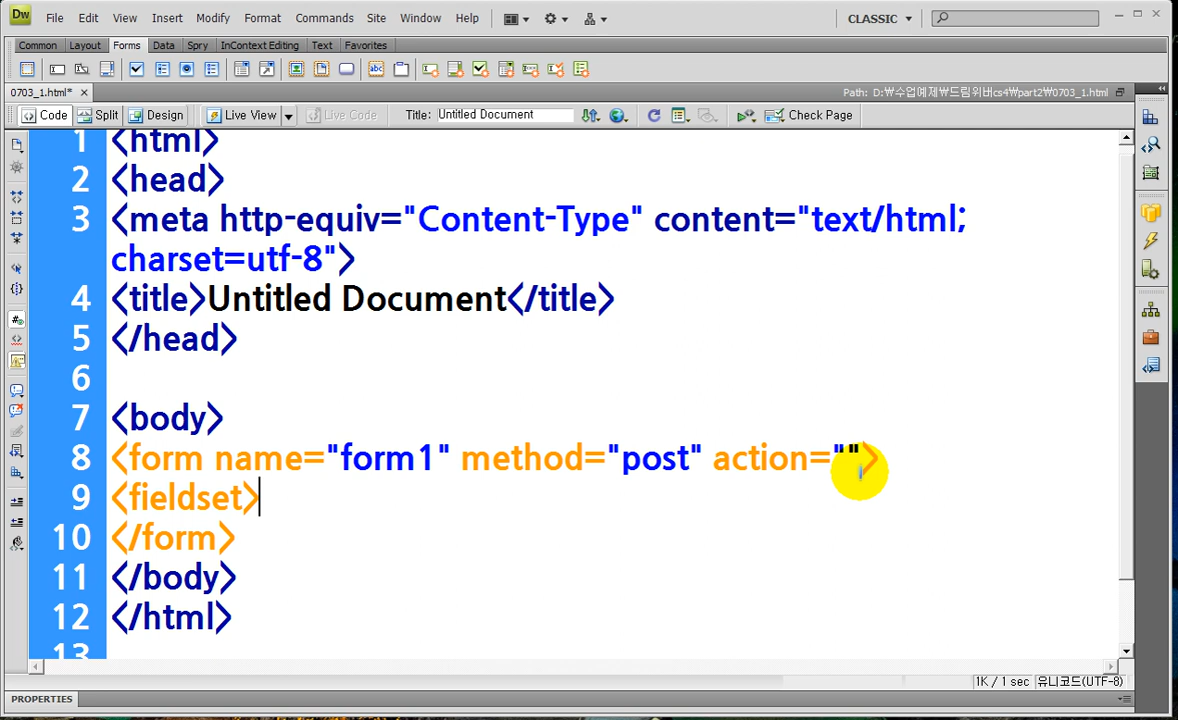 Dw File Edit View Insert Modify Format Commands Site Window Help CLASSIC
Common Layout Forms Data Spry InContext Editing Text Favorites
0703_1.html* Path: D:₩수업예제₩드림위버cs4₩part2₩0703_1.html
Code Split Design Live View Live Code Title: Untitled Document Check Page
1 <html>
2 <head>
3 <meta http-equiv="Content-Type" content="text/html;
charset=utf-8">
4 <title>Untitled Document</title>
5 </head>
6
7 <body>
8 <form name="form1" method="post" action="">
9 <fieldset>
10 </form>
11 </body>
12 </html>
13
1K / 1 sec 유니코드(UTF-8)
PROPERTIES